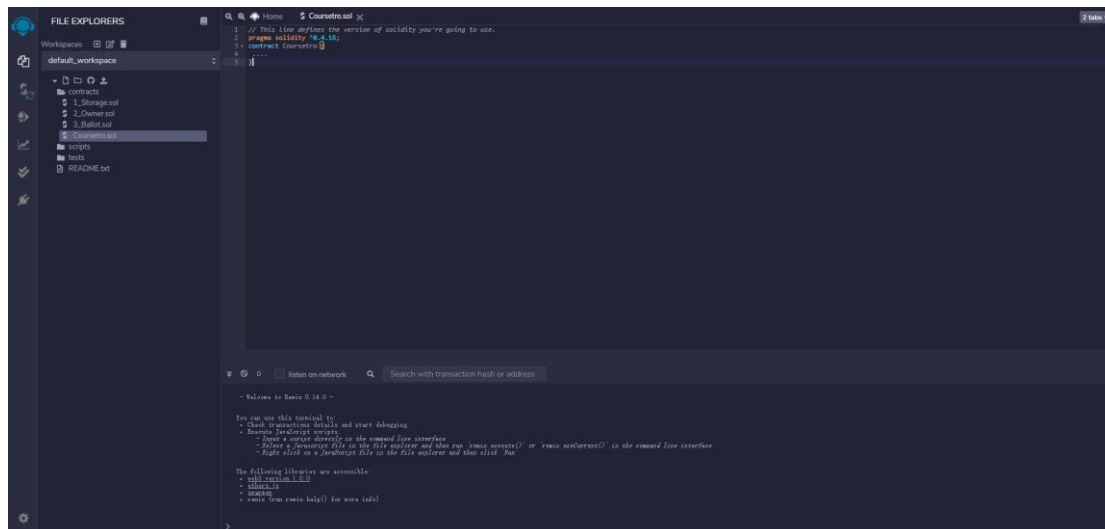 FILE EXPLORERS
Workspaces
default_workspace
contracts
1_Storage.sol
2_Owner.sol
3_Ballot.sol
Coursetro.sol
scripts
tests
README.txt
Home
Coursetro.sol
2 tabs
1 // This line defines the version of solidity you're going to use.
2 pragma solidity ^0.4.18;
3 contract Coursetro {
4 ....
5 }
0 listen on network Search with transaction hash or address
- Welcome to Remix 0.14.0 -
You can use this terminal to:
• Check transactions details and start debugging.
• Execute JavaScript scripts:
- Input a script directly in the command line interface
- Select a Javascript file in the file explorer and then run `remix.execute()` or `remix.exeCurrent()` in the command line interface
- Right click on a JavaScript file in the file explorer and then click `Run`
The following libraries are accessible:
• web3 version 1.0.0
• ethers.js
• swarmgw
• remix (run remix.help() for more info)
>